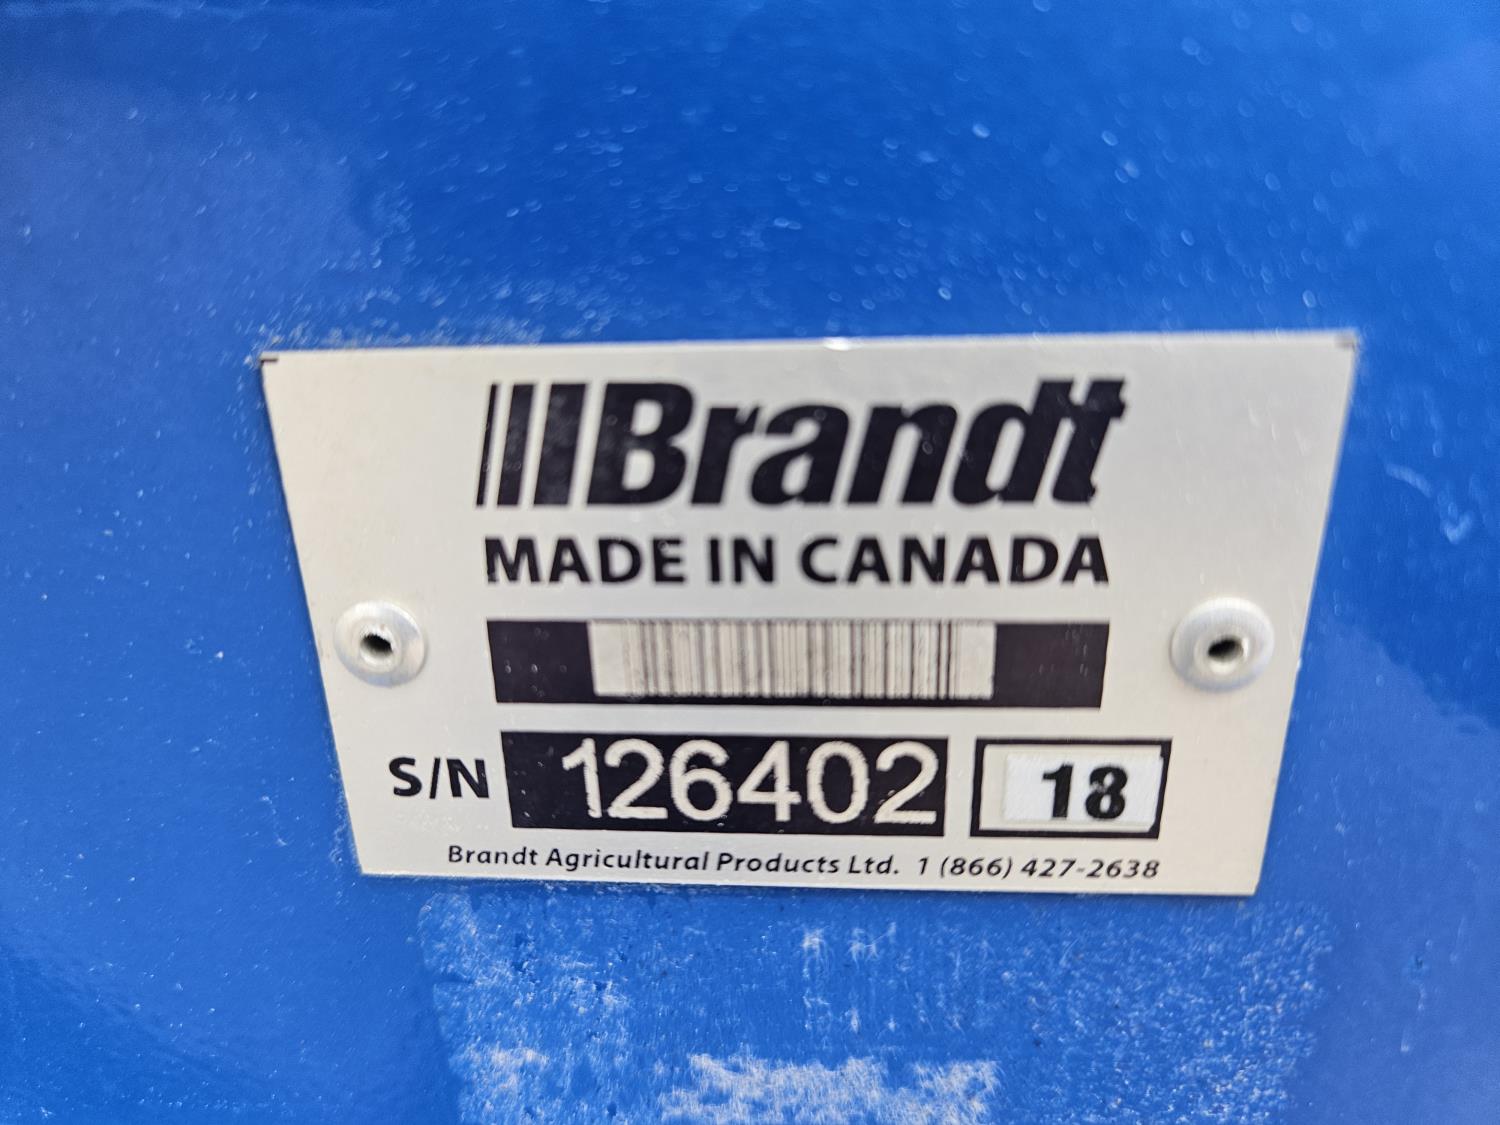 Brandt
MADE IN CANADA
S/N 126402 18
Brandt Agricultural Products Ltd. 1 (866) 427-2638